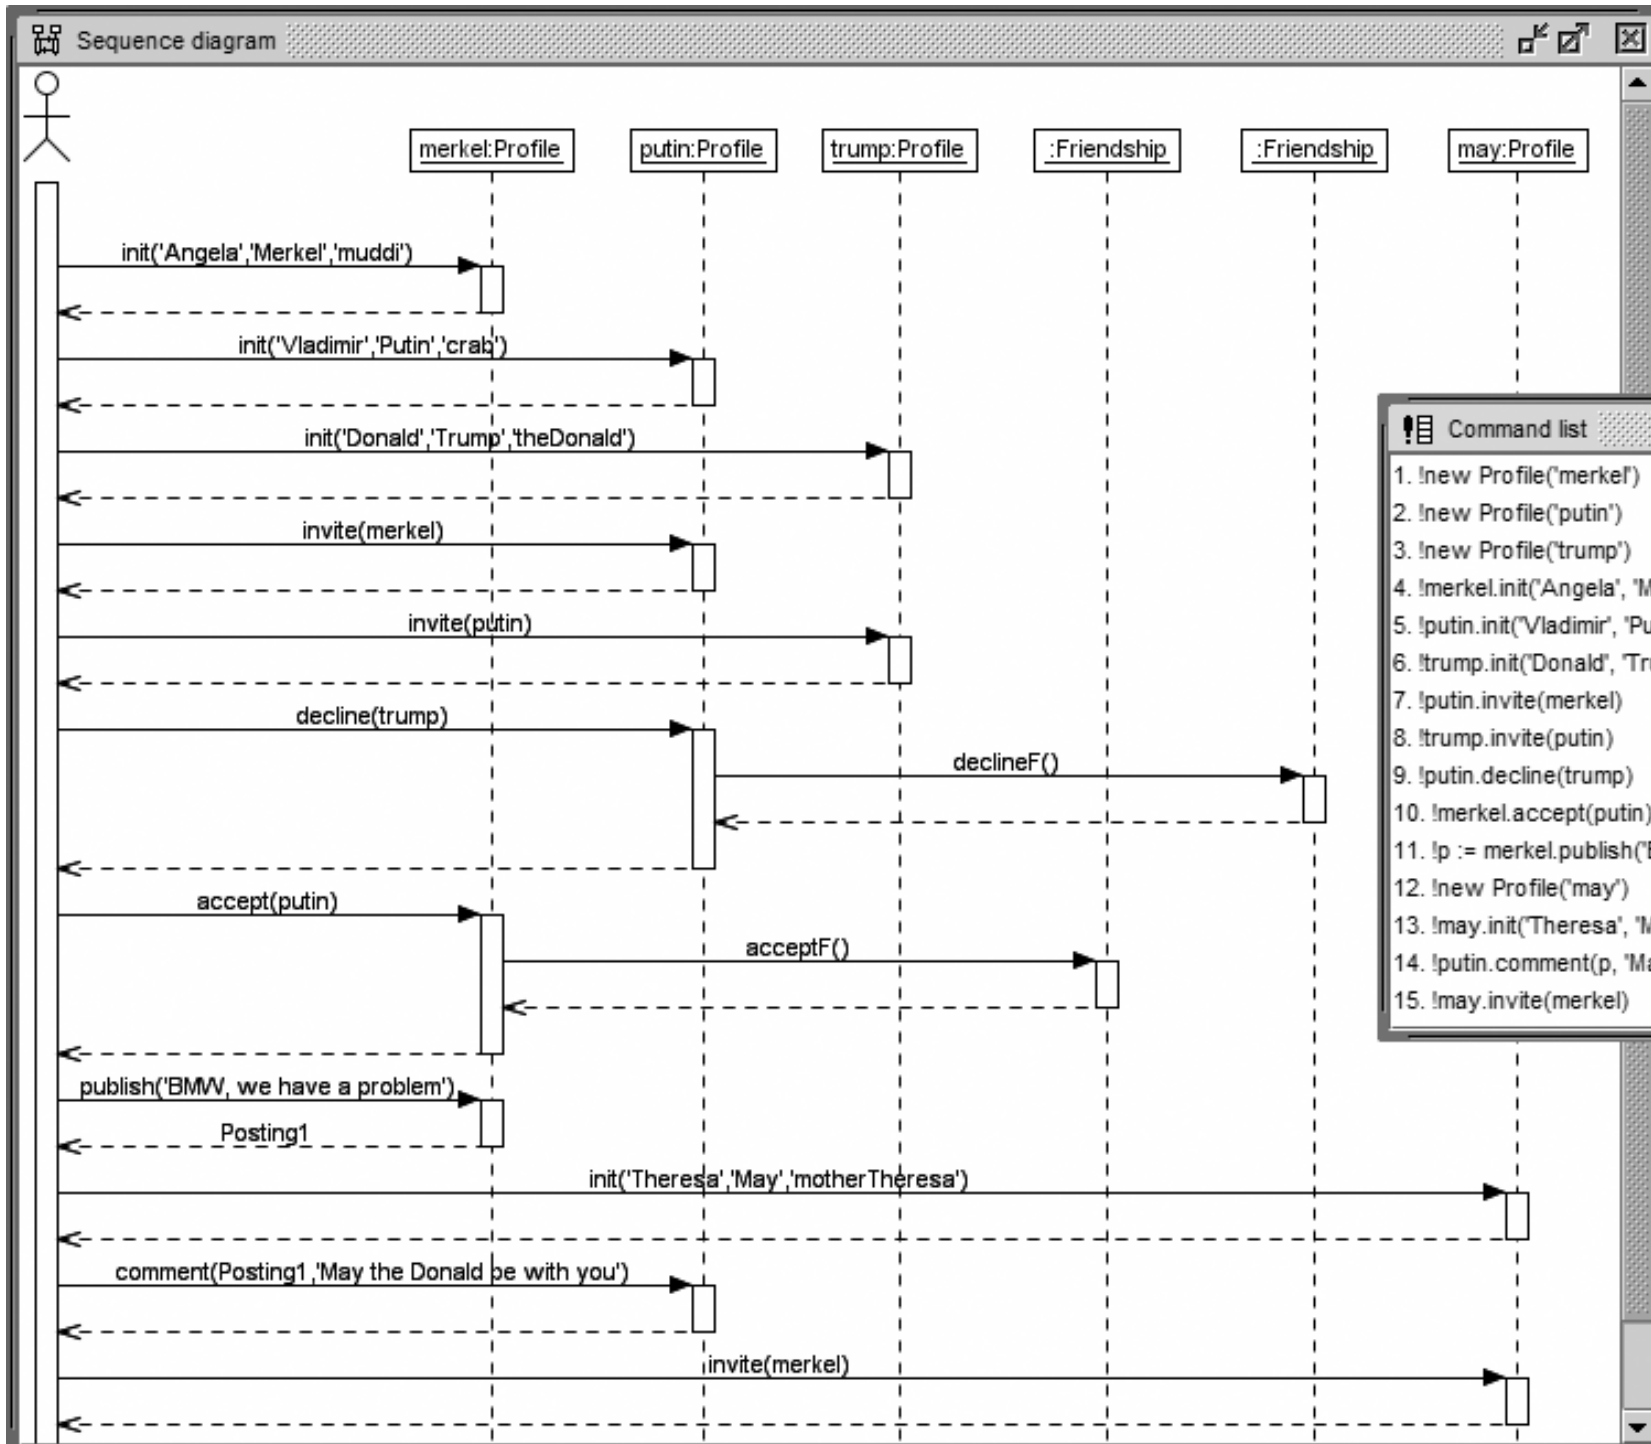 Sequence diagram
merkel:Profile putin:Profile trump:Profile :Friendship :Friendship may:Profile
init('Angela','Merkel','muddi')
init('Vladimir','Putin','crab')
init('Donald','Trump','theDonald')
invite(merkel)
invite(putin)
decline(trump)
declineF()
accept(putin)
acceptF()
publish('BMW, we have a problem')
Posting1
init('Theresa','May','motherTheresa')
comment(Posting1,'May the Donald be with you')
invite(merkel)
Command list
1. !new Profile('merkel')
2. !new Profile('putin')
3. !new Profile('trump')
4. !merkel.init('Angela', 'M
5. !putin.init('Vladimir', 'Pu
6. !trump.init('Donald', 'Tr
7. !putin.invite(merkel)
8. !trump.invite(putin)
9. !putin.decline(trump)
10. !merkel.accept(putin)
11. !p := merkel.publish('
12. !new Profile('may')
13. !may.init('Theresa', 'M
14. !putin.comment(p, 'Ma
15. !may.invite(merkel)